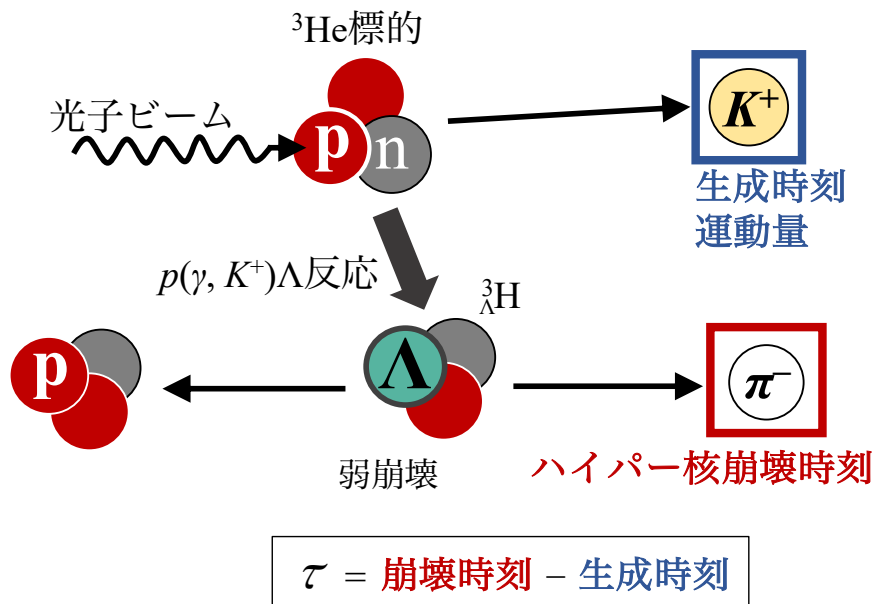 ³He標的
光子ビーム
p
n
K⁺
生成時刻
運動量
p(γ, K⁺)Λ反応
³ΛH
p
Λ
π⁻
弱崩壊
ハイパー核崩壊時刻
τ = 崩壊時刻 – 生成時刻